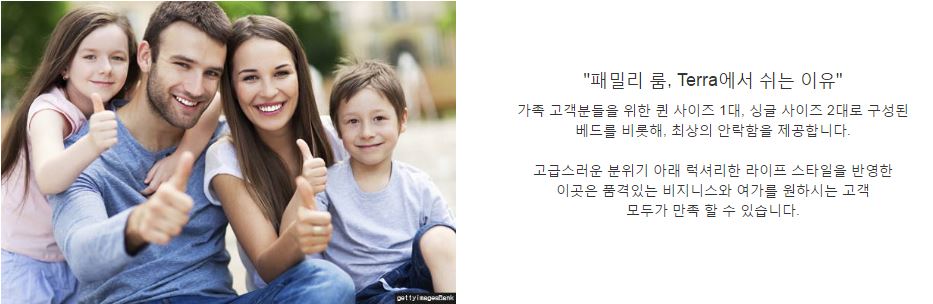 "패밀리 룸, Terra에서 쉬는 이유"
가족 고객분들을 위한 퀸 사이즈 1대, 싱글 사이즈 2대로 구성된
베드를 비롯해, 최상의 안락함을 제공합니다.
고급스러운 분위기 아래 럭셔리한 라이프 스타일을 반영한
이곳은 품격있는 비지니스와 여가를 원하시는 고객
모두가 만족 할 수 있습니다.
gettyimagesBank